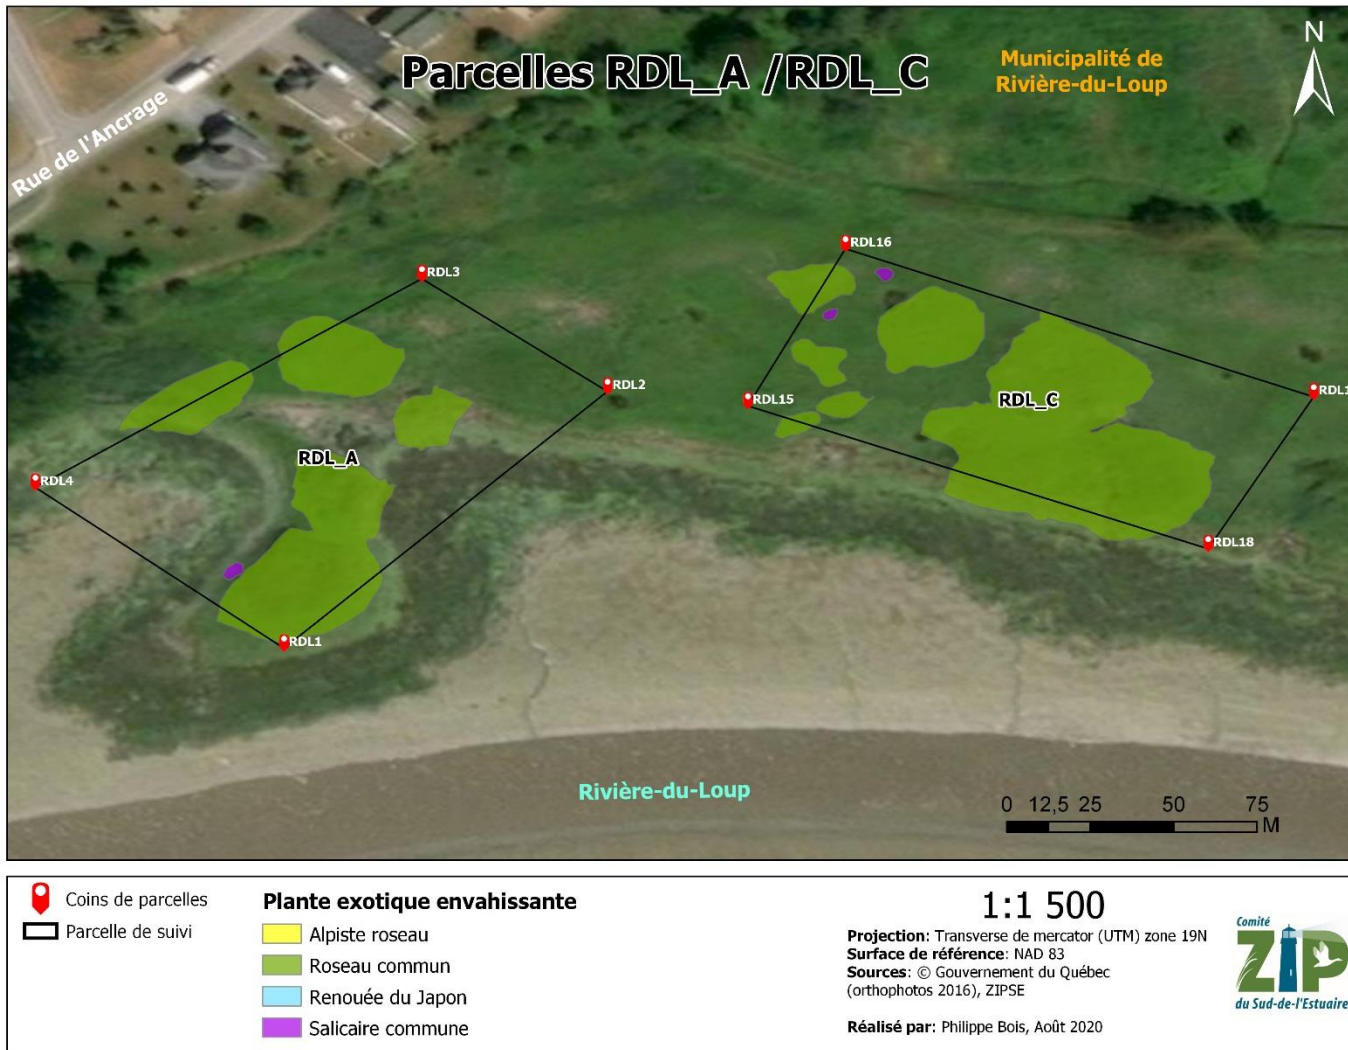 Parcelles RDL_A /RDL_C
Municipalité de
Rivière-du-Loup
N
Rue de l'Ancrage
RDL16
RDL3
RDL2
RDL15
RDL_C
RDL1
RDL_A
RDL4
RDL18
RDL1
Rivière-du-Loup
0 12,5 25 50 75
M
Coins de parcelles
Parcelle de suivi
Plante exotique envahissante
Alpiste roseau
Roseau commun
Renouée du Japon
Salicaire commune
1:1 500
Projection: Transverse de mercator (UTM) zone 19N
Surface de référence: NAD 83
Sources: © Gouvernement du Québec
(orthophotos 2016), ZIPSE
Réalisé par: Philippe Bois, Août 2020
Comité
ZIP
du Sud-de-l'Estuaire